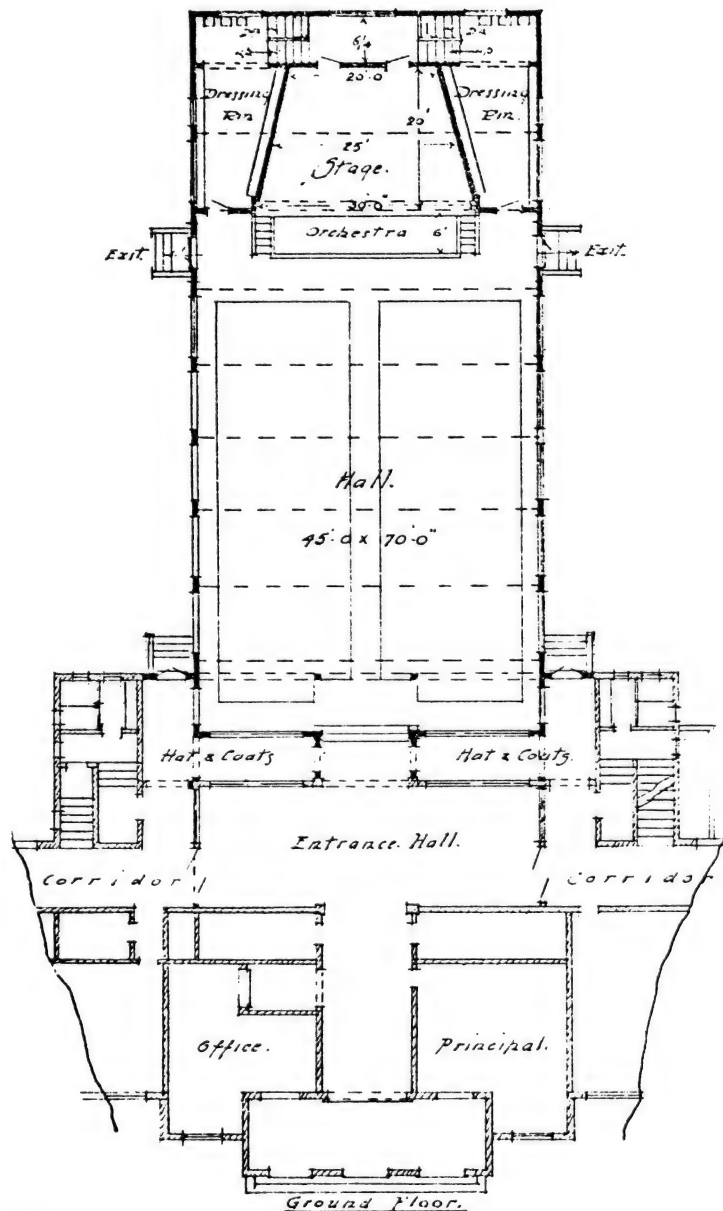 6¼
20'-0
Dressing
Rm
Dressing
Rm.
20'
25'
Stage.
30'-0"
Orchestra
6'
Exit.
Exit.
Hall.
45'-0 x 70'-0"
Hat & Coats
Hat & Coats.
Entrance Hall.
Corridor
Corridor
Office.
Principal.
Ground Floor.